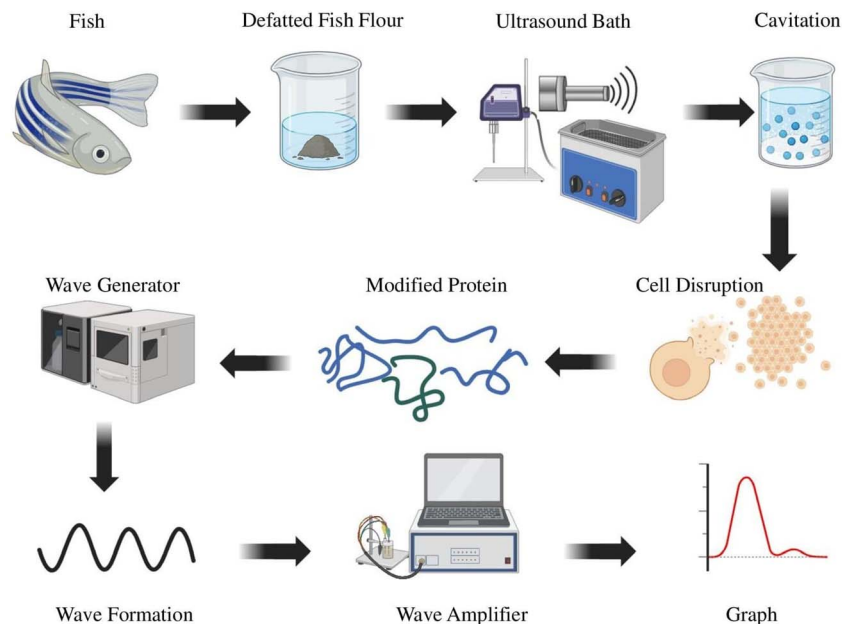 Fish
Defatted Fish Flour
Ultrasound Bath
Cavitation
Wave Generator
Modified Protein
Cell Disruption
Wave Formation
Wave Amplifier
Graph